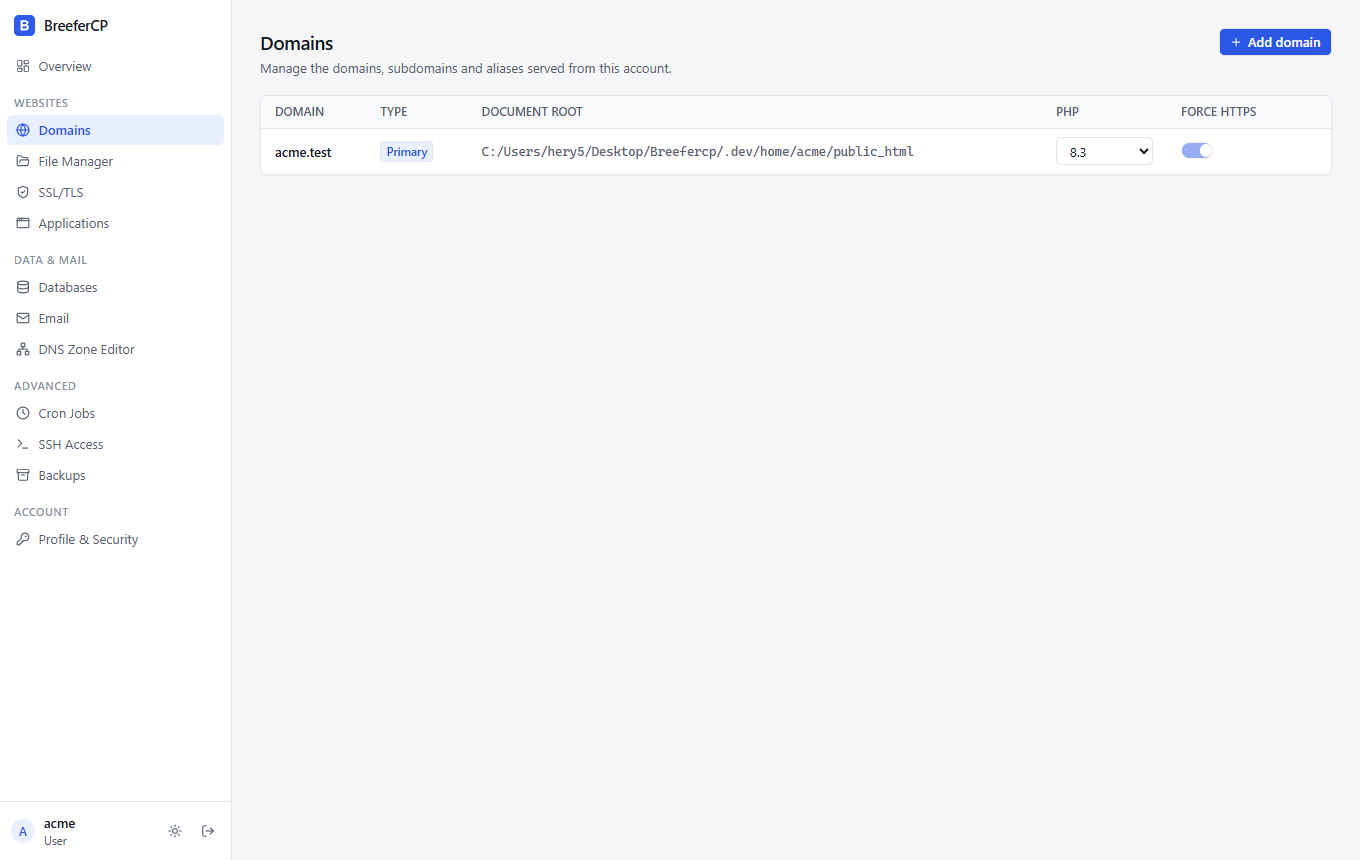 B BreeferCP
Overview
WEBSITES
Domains
File Manager
SSL/TLS
Applications
DATA & MAIL
Databases
Email
DNS Zone Editor
ADVANCED
Cron Jobs
SSH Access
Backups
ACCOUNT
Profile & Security
A acme
User
Domains
+ Add domain
Manage the domains, subdomains and aliases served from this account.
DOMAIN TYPE DOCUMENT ROOT PHP FORCE HTTPS
acme.test Primary C:/Users/hery5/Desktop/Breefercp/.dev/home/acme/public_html 8.3